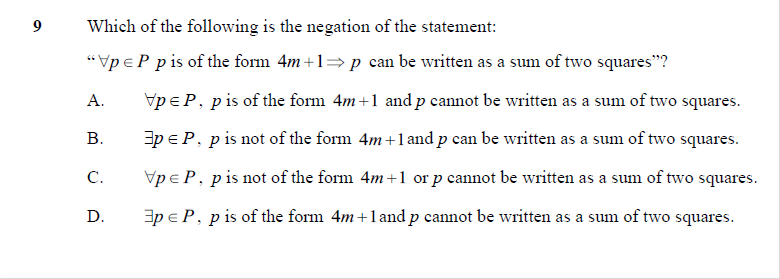 9 Which of the following is the negation of the statement:
“∀p ∈ P p is of the form 4m+1 ⇒ p can be written as a sum of two squares”?
A. ∀p ∈ P, p is of the form 4m+1 and p cannot be written as a sum of two squares.
B. ∃p ∈ P, p is not of the form 4m+1 and p can be written as a sum of two squares.
C. ∀p ∈ P, p is not of the form 4m+1 or p cannot be written as a sum of two squares.
D. ∃p ∈ P, p is of the form 4m+1 and p cannot be written as a sum of two squares.